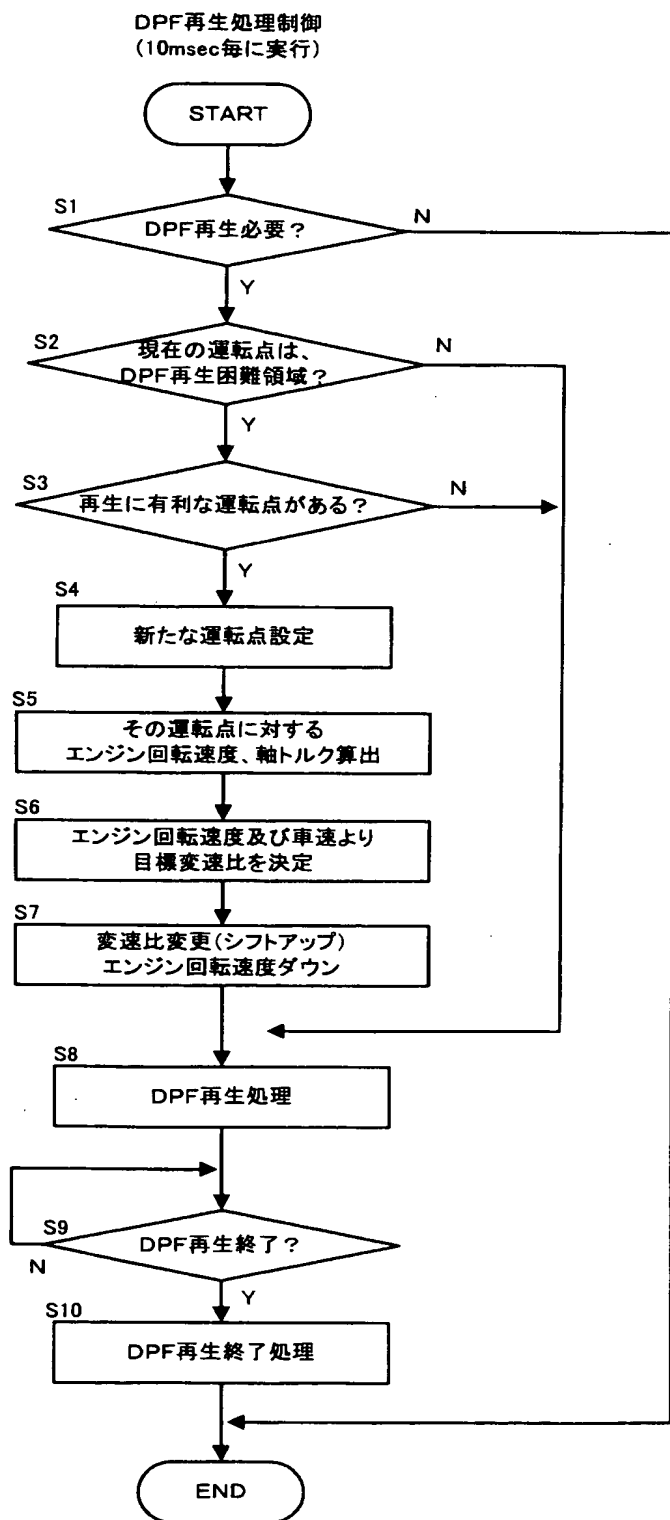 DPF再生処理制御
(10msec毎に実行)
START
S1
DPF再生必要?
N
Y
S2
現在の運転点は、
DPF再生困難領域?
N
Y
S3
再生に有利な運転点がある?
N
Y
S4
新たな運転点設定
S5
その運転点に対する
エンジン回転速度、軸トルク算出
S6
エンジン回転速度及び車速より
目標変速比を決定
S7
変速比変更(シフトアップ)
エンジン回転速度ダウン
S8
DPF再生処理
S9
DPF再生終了?
N
Y
S10
DPF再生終了処理
END